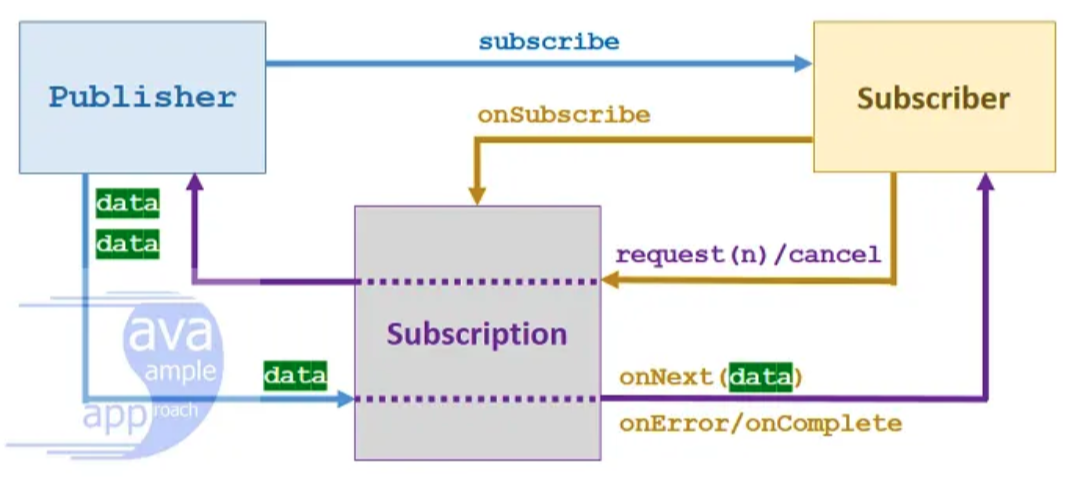 subscribe
Publisher
Subscriber
onSubscribe
data
data
request(n)/cancel
Subscription
ava
ample
app roach
data
onNext(data)
onError/onComplete